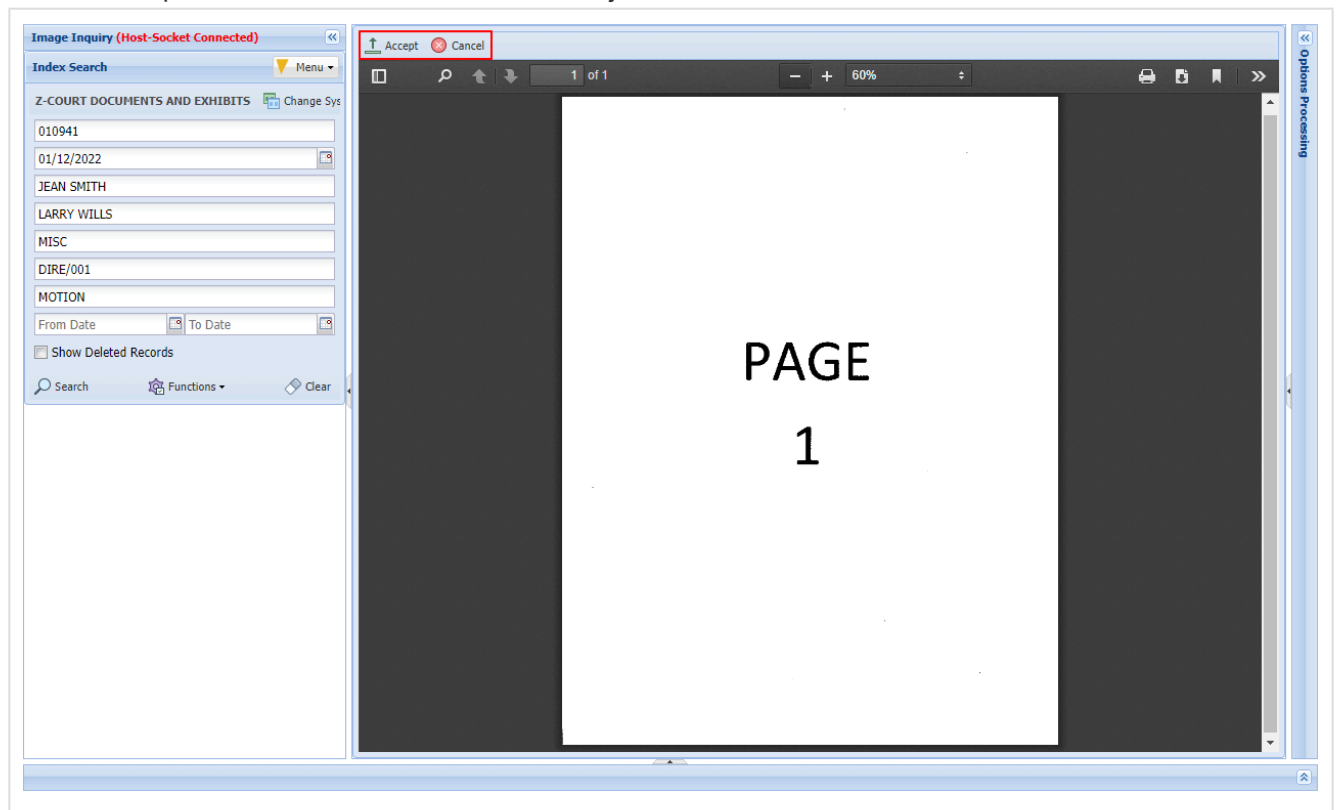 Image Inquiry (Host-Socket Connected)
Index Search
Menu
Z-COURT DOCUMENTS AND EXHIBITS
Change Sys
010941
01/12/2022
JEAN SMITH
LARRY WILLS
MISC
DIRE/001
MOTION
From Date
To Date
Show Deleted Records
Search
Functions
Clear
Accept
Cancel
1 of 1
60%
PAGE
1
Options Processing